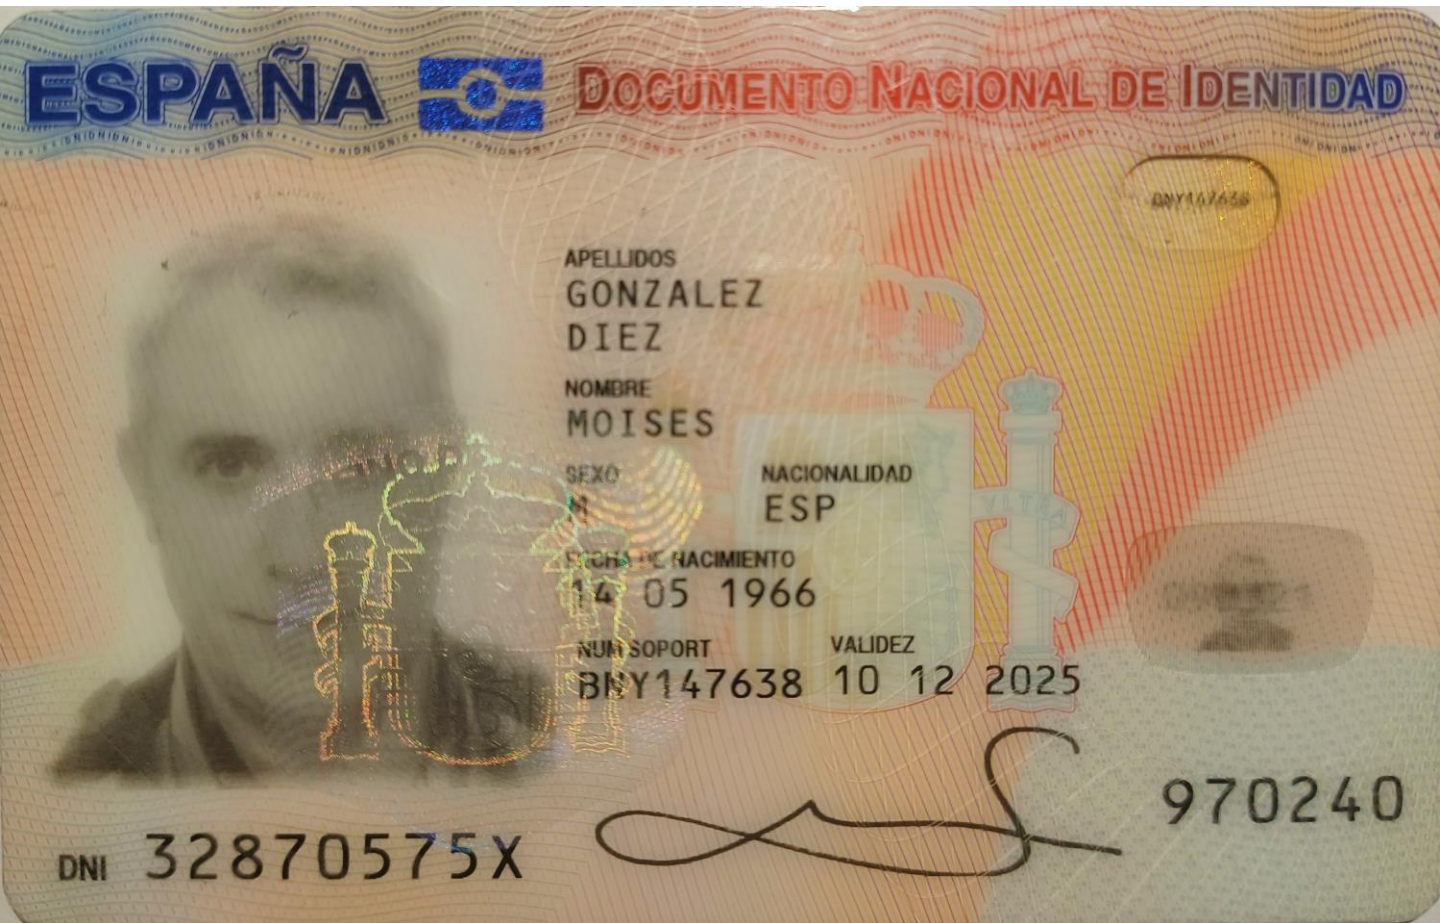 ESPAÑA DOCUMENTO NACIONAL DE IDENTIDAD
BNY147638
APELLIDOS
GONZALEZ
DIEZ
NOMBRE
MOISES
SEXO NACIONALIDAD
M ESP
FECHA DE NACIMIENTO
14 05 1966
NUM SOPORT VALIDEZ
BNY147638 10 12 2025
970240
DNI 32870575X